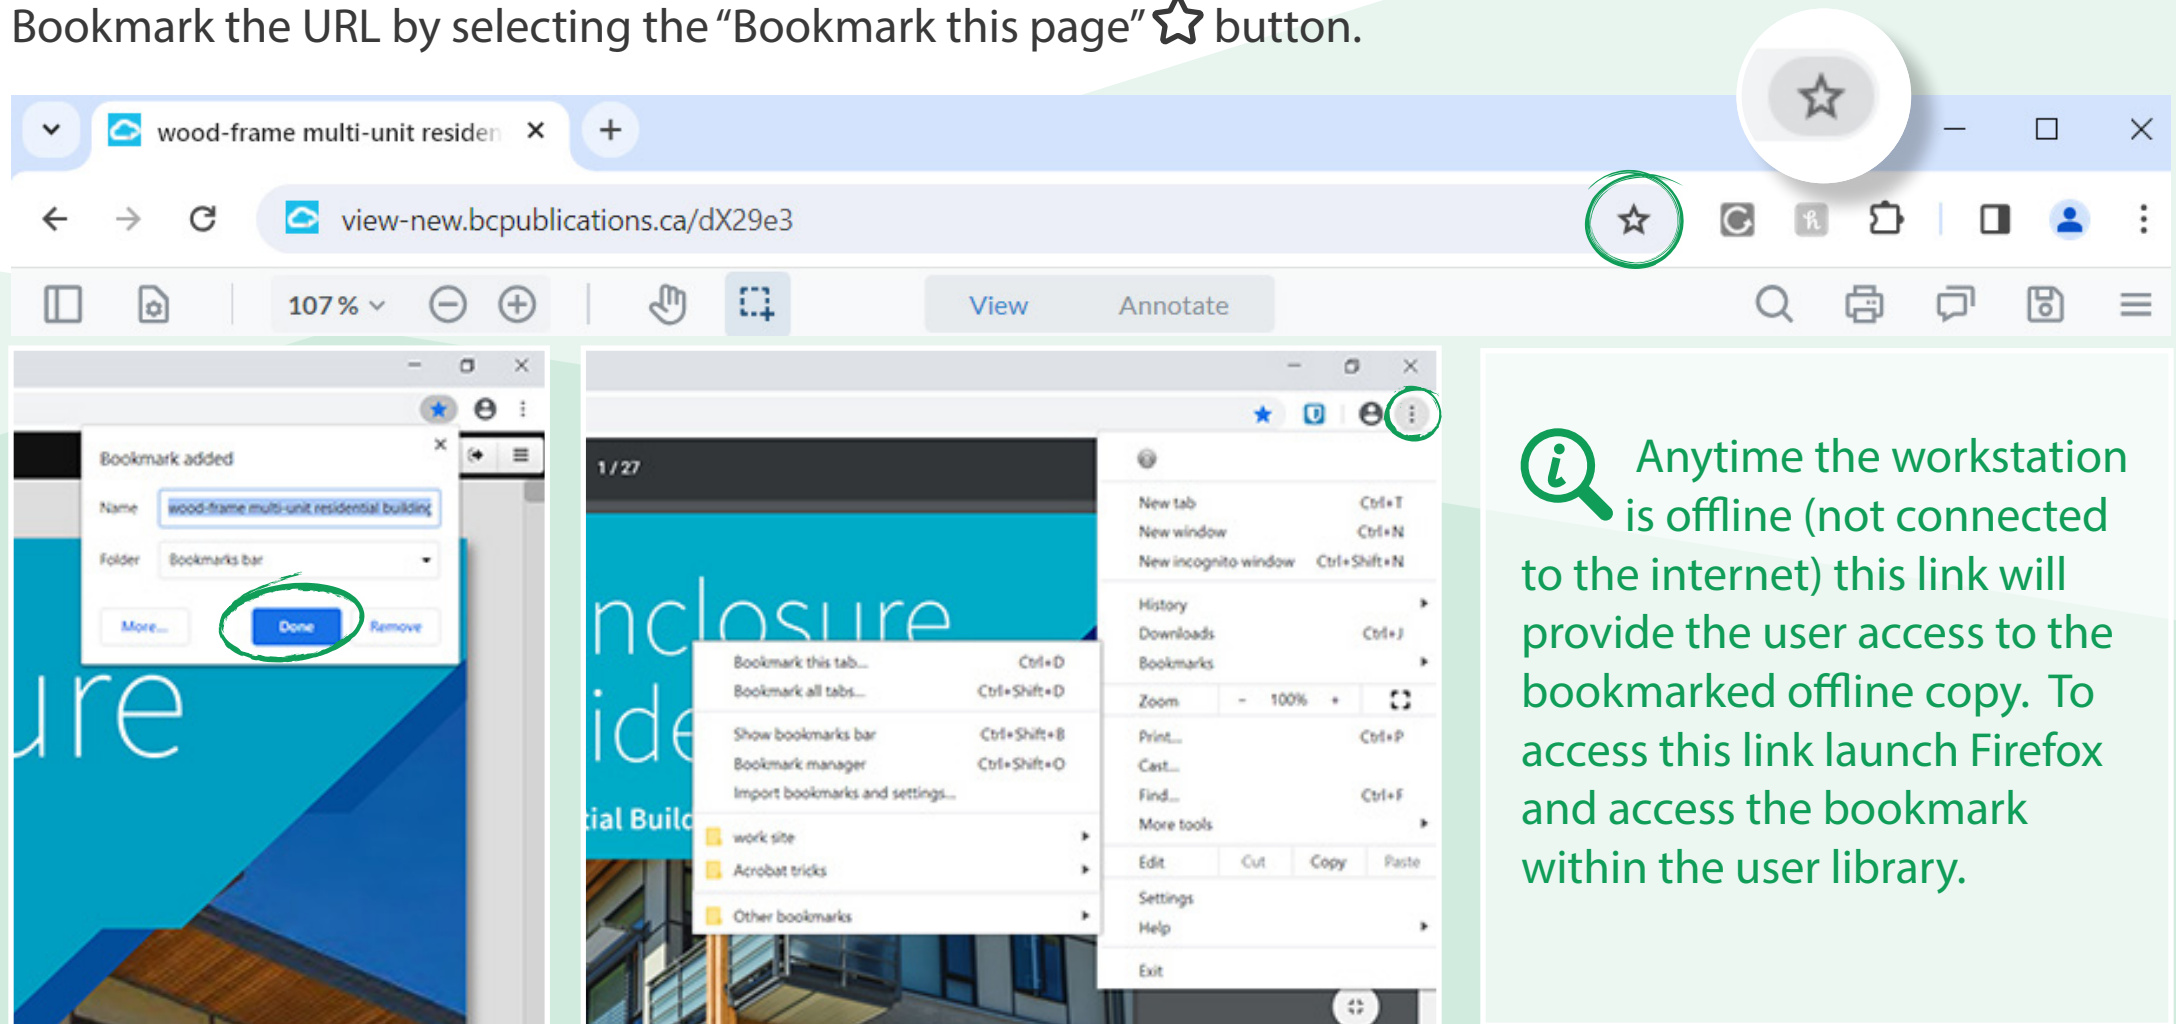 Bookmark the URL by selecting the “Bookmark this page” button.
wood-frame multi-unit residen
view-new.bcpublications.ca/dX29e3
107%
View
Annotate
Bookmark added
Name
wood-frame multi-unit residential building
Folder
Bookmarks bar
More...
Done
Remove
ure
1 / 27
nclosure
ide
tial Build
New tab Ctrl+T
New window Ctrl+N
New incognito window Ctrl+Shift+N
History
Downloads Ctrl+J
Bookmarks
Zoom - 100% +
Print... Ctrl+P
Cast...
Find... Ctrl+F
More tools
Edit Cut Copy Paste
Settings
Help
Exit
Bookmark this tab... Ctrl+D
Bookmark all tabs... Ctrl+Shift+D
Show bookmarks bar Ctrl+Shift+B
Bookmark manager Ctrl+Shift+O
Import bookmarks and settings...
work site
Acrobat tricks
Other bookmarks
Anytime the workstation
is offline (not connected
to the internet) this link will
provide the user access to the
bookmarked offline copy. To
access this link launch Firefox
and access the bookmark
within the user library.